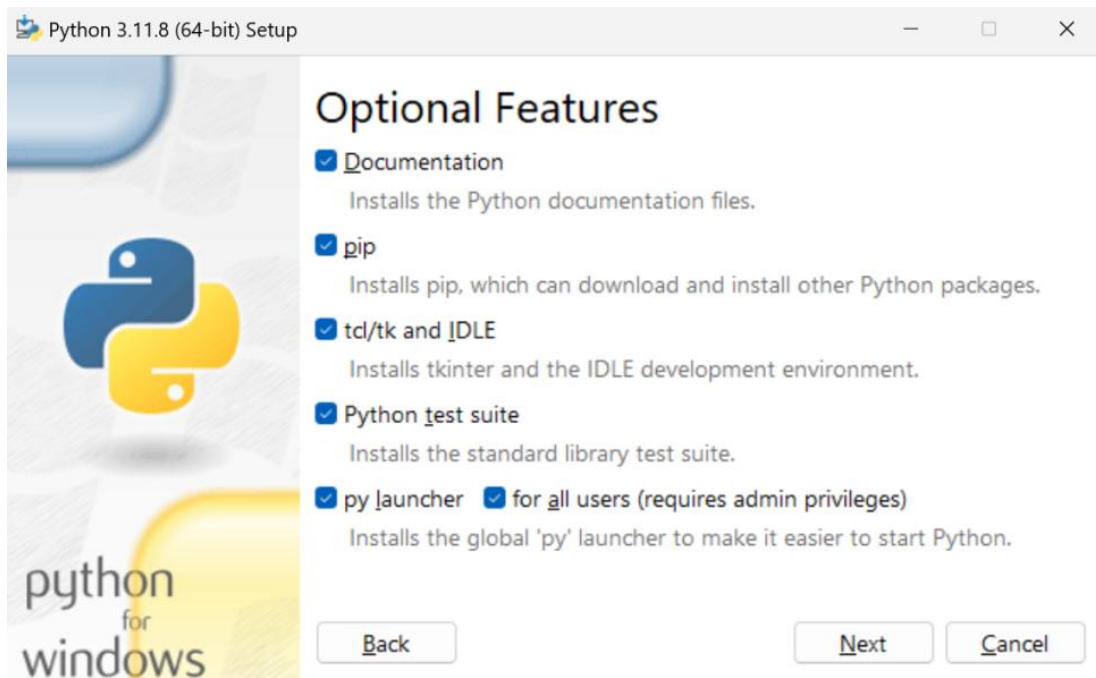 Python 3.11.8 (64-bit) Setup
Optional Features
Documentation
Installs the Python documentation files.
pip
Installs pip, which can download and install other Python packages.
tcl/tk and IDLE
Installs tkinter and the IDLE development environment.
Python test suite
Installs the standard library test suite.
py launcher for all users (requires admin privileges)
Installs the global 'py' launcher to make it easier to start Python.
python
for
windows
Back Next Cancel